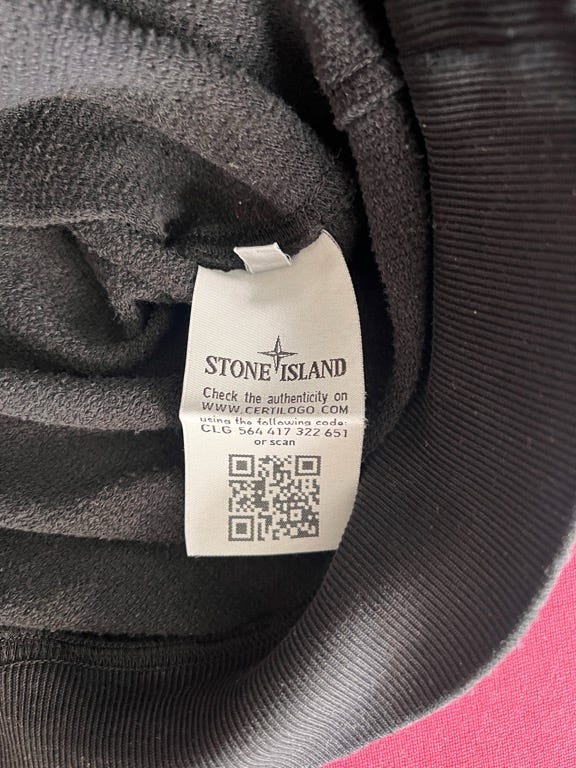 STONE ISLAND
Check the authenticity on
WWW.CERTILOGO.COM
using the following code:
CLG 564 417 322 651
or scan